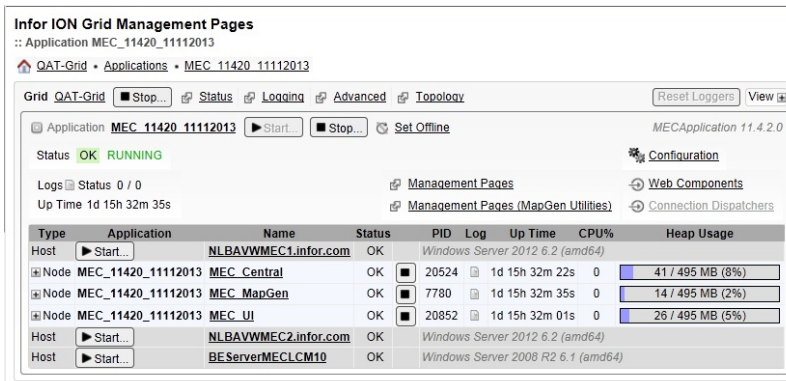 Infor ION Grid Management Pages
:: Application MEC_11420_11112013
QAT-Grid • Applications • MEC_11420_11112013
Grid QAT-Grid Stop... Status Logging Advanced Topology Reset Loggers View
Application MEC_11420_11112013 Start... Stop... Set Offline MECApplication 11.4.2.0
Status OK RUNNING Configuration
Logs Status 0 / 0 Management Pages Web Components
Up Time 1d 15h 32m 35s Management Pages (MapGen Utilities) Connection Dispatchers
Type Application Name Status PID Log Up Time CPU% Heap Usage
Host Start... NLBAVWMEC1.infor.com OK Windows Server 2012 6.2 (amd64)
Node MEC_11420_11112013 MEC_Central OK 20524 1d 15h 32m 22s 0 41 / 495 MB (8%)
Node MEC_11420_11112013 MEC_MapGen OK 7780 1d 15h 32m 35s 0 14 / 495 MB (2%)
Node MEC_11420_11112013 MEC_UI OK 20852 1d 15h 32m 01s 0 26 / 495 MB (5%)
Host Start... NLBAVWMEC2.infor.com OK Windows Server 2012 6.2 (amd64)
Host Start... BEServerMECLCM10 OK Windows Server 2008 R2 6.1 (amd64)